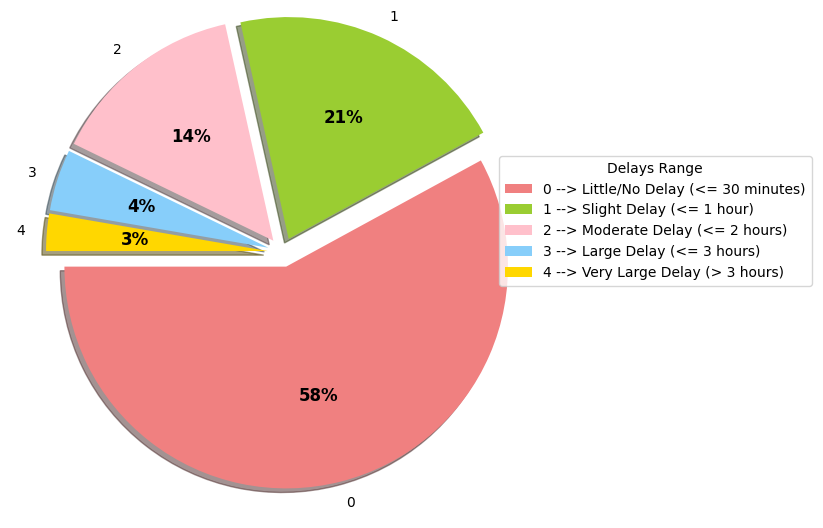 1
2
21%
14%
3
4%
4
3%
58%
0
Delays Range
0 --> Little/No Delay (<= 30 minutes)
1 --> Slight Delay (<= 1 hour)
2 --> Moderate Delay (<= 2 hours)
3 --> Large Delay (<= 3 hours)
4 --> Very Large Delay (> 3 hours)